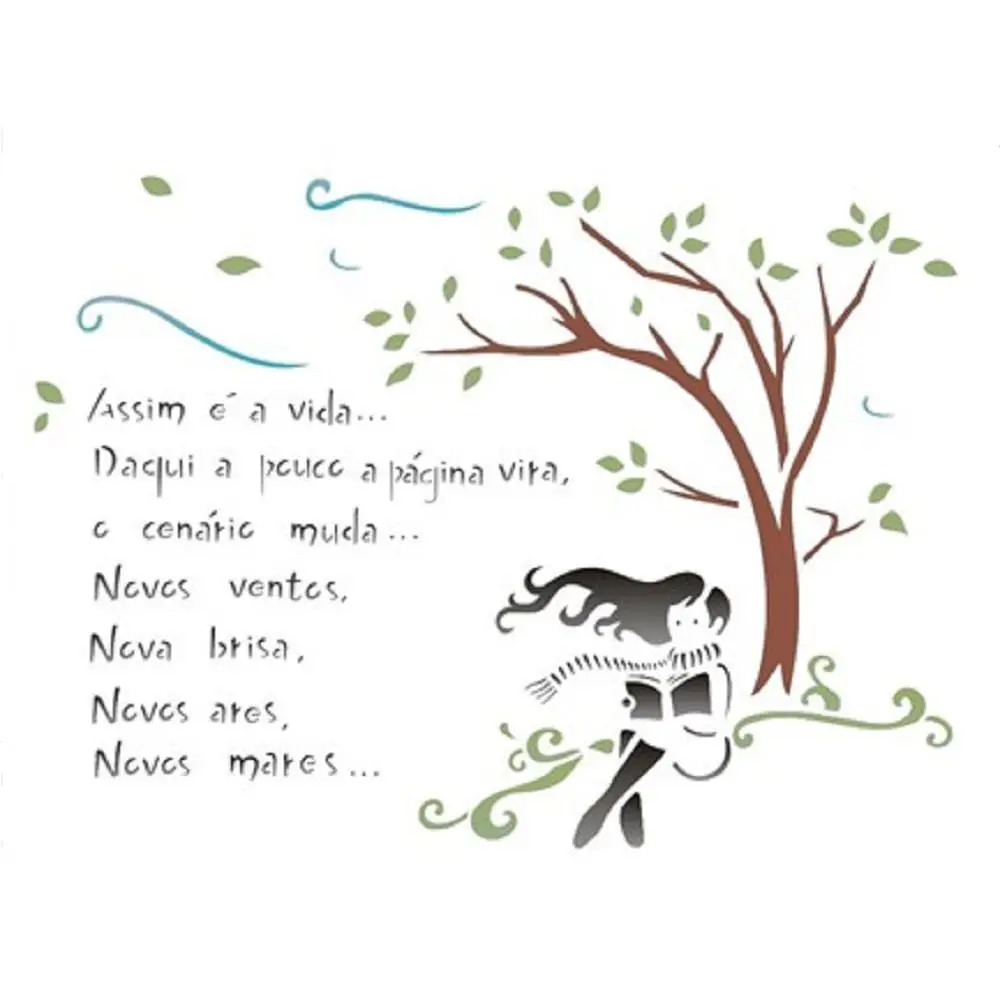 Assim é a vida...
Daqui a pouco a página vira,
o cenário muda...
Novos ventos,
Nova brisa,
Novos ares,
Novos mares...